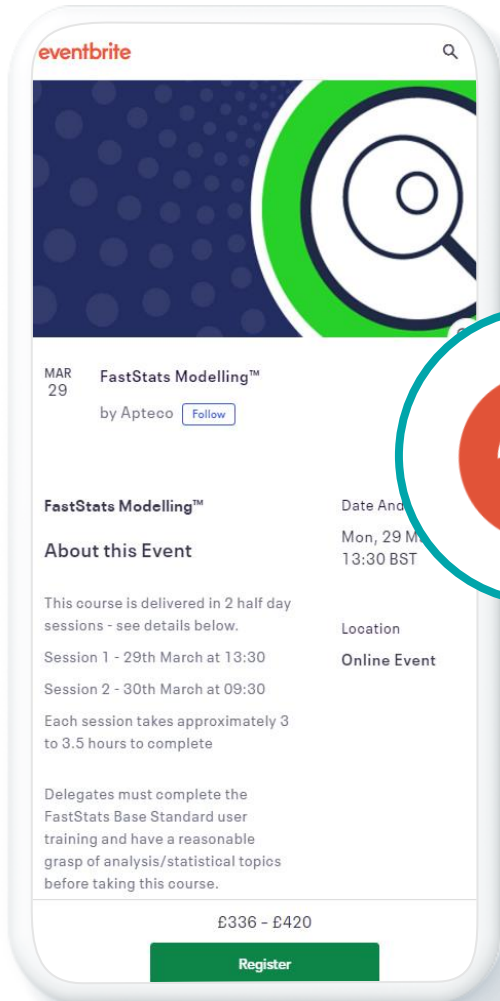 eventbrite
MAR
29
FastStats Modelling™
by Apteco
Follow
FastStats Modelling™
About this Event
This course is delivered in 2 half day
sessions - see details below.
Session 1 - 29th March at 13:30
Session 2 - 30th March at 09:30
Each session takes approximately 3
to 3.5 hours to complete
Delegates must complete the
FastStats Base Standard user
training and have a reasonable
grasp of analysis/statistical topics
before taking this course.
Date And
Mon, 29
13:30 BST
Location
Online Event
£336 – £420
Register